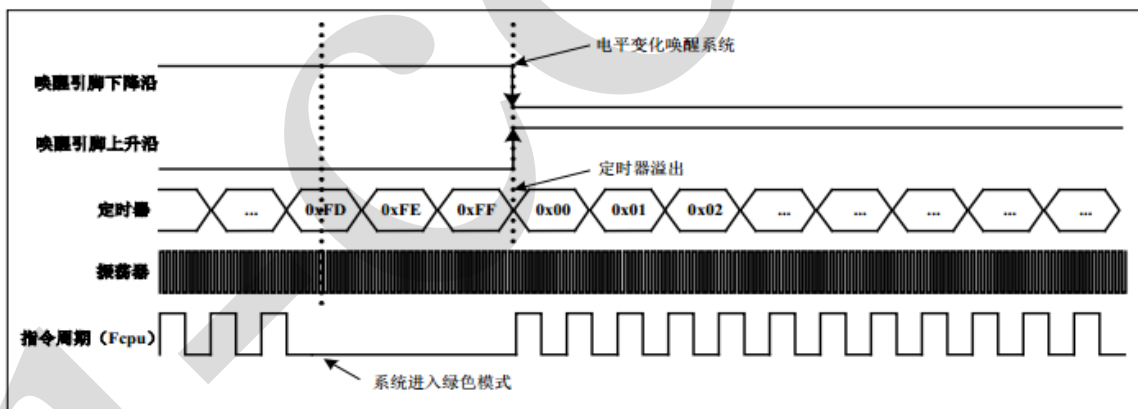 电平变化唤醒系统
唤醒引脚下降沿
唤醒引脚上升沿
定时器溢出
定时器 ... 0xFD 0xFE 0xFF 0x00 0x01 0x02 ... ... ... ... ...
振荡器
指令周期（Fcpu）
系统进入绿色模式